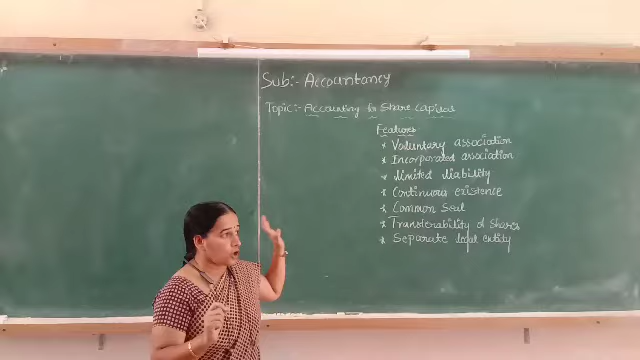 Sub:- Accountancy
Topic:- Accounting for Share Capital
Features
* Voluntary association
* Incorporated association
* limited liability
* Continuous existence
* Common Seal
* Transferability of shares
* Separate legal entity